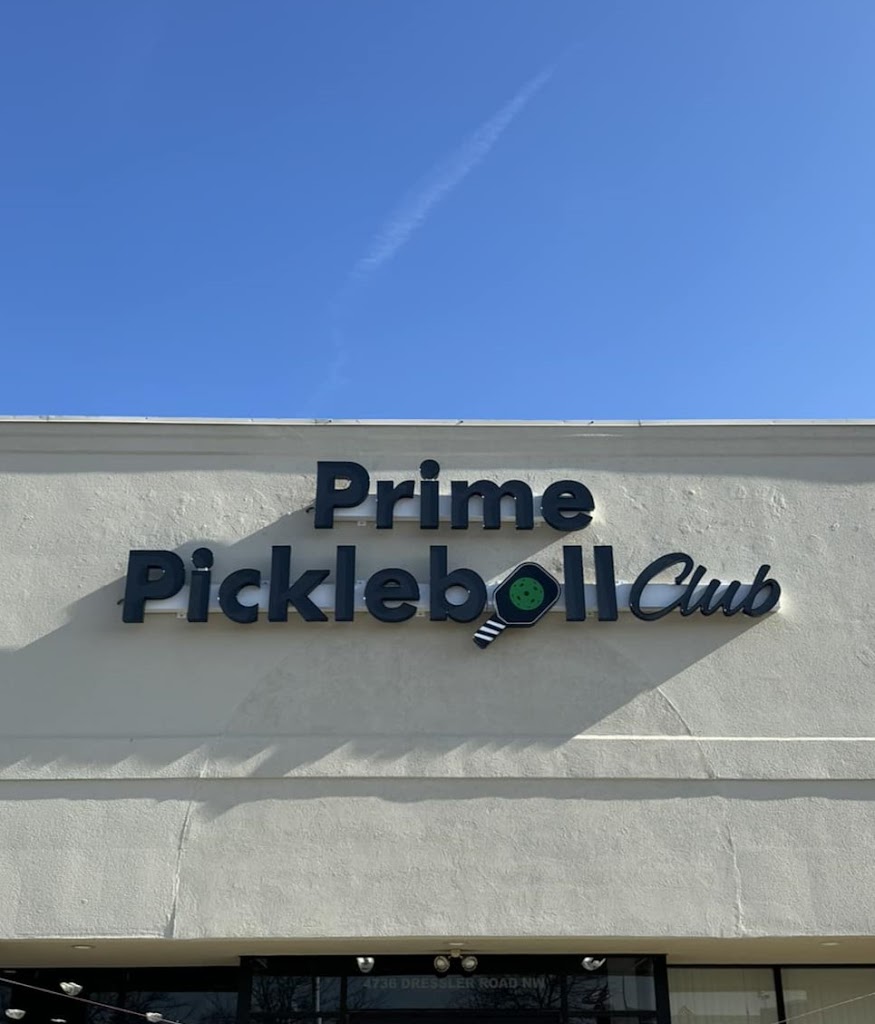 Prime
Pickleball Club
4736 DRESSLER ROAD NW